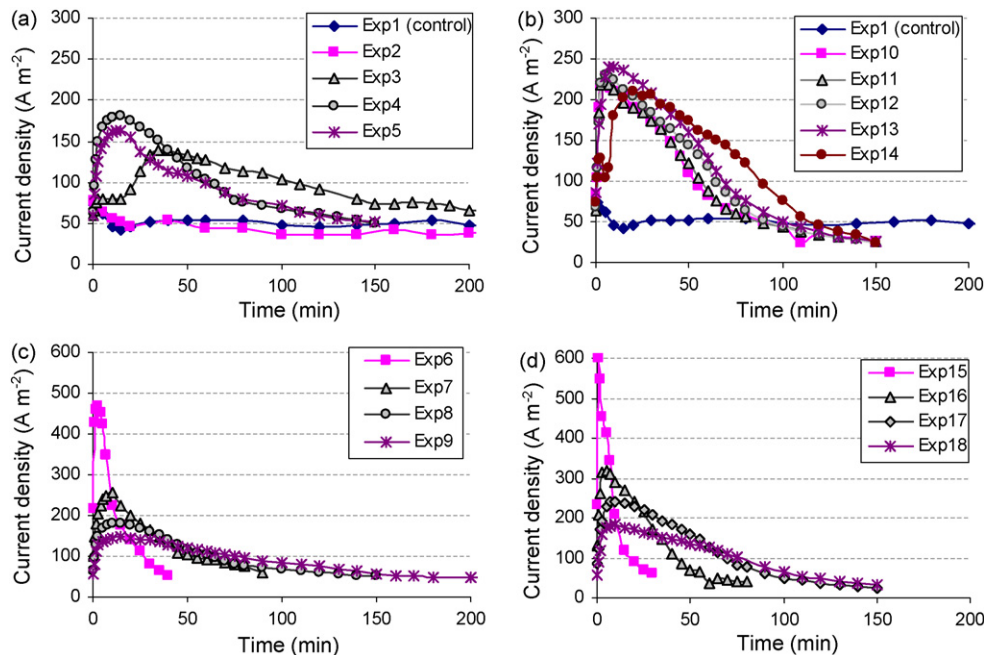 (a)
300
250
200
150
100
50
0
Current density (A m-2)
0 50 100 150 200
Time (min)
Exp1 (control)
Exp2
Exp3
Exp4
Exp5
(b)
300
250
200
150
100
50
0
Current density (A m-2)
0 50 100 150 200
Time (min)
Exp1 (control)
Exp10
Exp11
Exp12
Exp13
Exp14
(c)
600
500
400
300
200
100
0
Current density (A m-2)
0 50 100 150 200
Time (min)
Exp6
Exp7
Exp8
Exp9
(d)
600
500
400
300
200
100
0
Current density (A m-2)
0 50 100 150 200
Time (min)
Exp15
Exp16
Exp17
Exp18